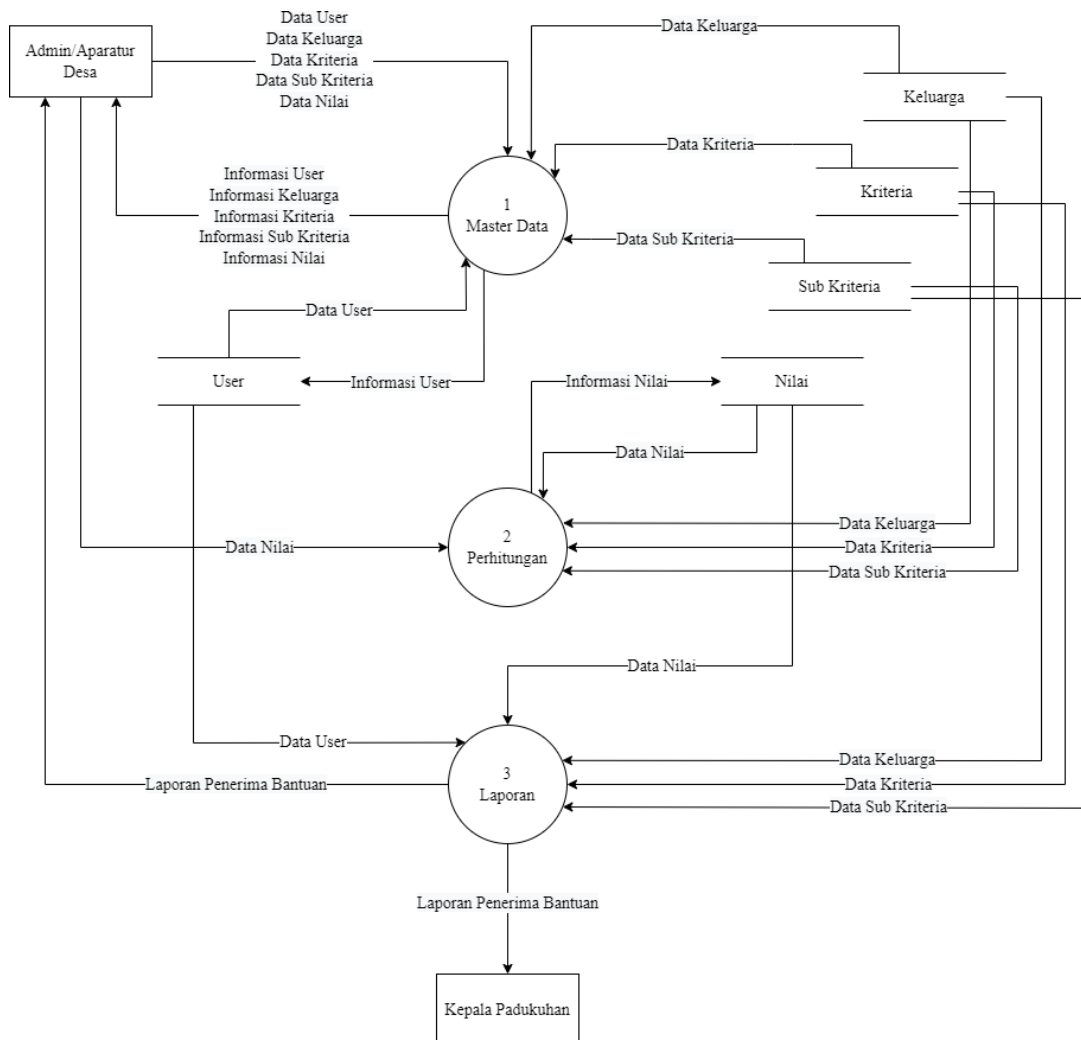 Data User
Data Keluarga
Data Kriteria
Data Sub Kriteria
Data Nilai
Admin/Aparatur
Desa
Data Keluarga
Keluarga
Data Kriteria
Kriteria
Informasi User
Informasi Keluarga
Informasi Kriteria
Informasi Sub Kriteria
Informasi Nilai
1
Master Data
Data Sub Kriteria
Sub Kriteria
Data User
User
Informasi User
Informasi Nilai
Nilai
Data Nilai
Data Keluarga
2
Perhitungan
Data Nilai
Data Kriteria
Data Sub Kriteria
Data Nilai
Data User
Data Keluarga
3
Laporan
Laporan Penerima Bantuan
Data Kriteria
Data Sub Kriteria
Laporan Penerima Bantuan
Kepala Padukuhan